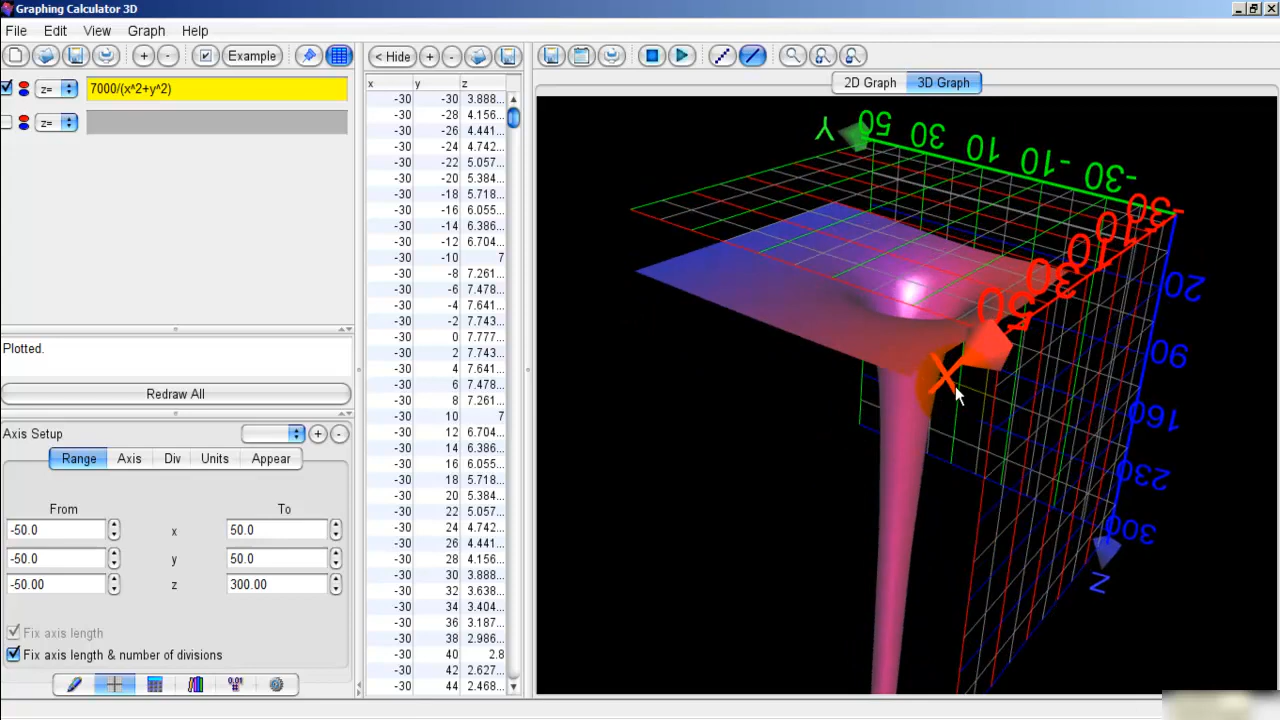 Graphing Calculator 3D
File Edit View Graph Help
+ - Example
< Hide + -
2D Graph 3D Graph
z= 7000/(x^2+y^2)
z=
x y z
-30 -30 3.888...
-30 -28 4.156...
-30 -26 4.441...
-30 -24 4.742...
-30 -22 5.057...
-30 -20 5.384...
-30 -18 5.718...
-30 -16 6.055...
-30 -14 6.386...
-30 -12 6.704...
-30 -10 7
-30 -8 7.261...
-30 -6 7.478...
-30 -4 7.641...
-30 -2 7.743...
-30 0 7.777...
-30 2 7.743...
-30 4 7.641...
-30 6 7.478...
-30 8 7.261...
-30 10 7
-30 12 6.704...
-30 14 6.386...
-30 16 6.055...
-30 18 5.718...
-30 20 5.384...
-30 22 5.057...
-30 24 4.742...
-30 26 4.441...
-30 28 4.156...
-30 30 3.888...
-30 32 3.638...
-30 34 3.404...
-30 36 3.187...
-30 38 2.986...
-30 40 2.8
-30 42 2.627...
-30 44 2.468...
Plotted.
Redraw All
Axis Setup + -
Range Axis Div Units Appear
From To
-50.0 x 50.0
-50.0 y 50.0
-50.00 z 300.00
Fix axis length
Fix axis length & number of divisions
Y 50 30 10 -10 -30
X
20
90
160
230
300
Z